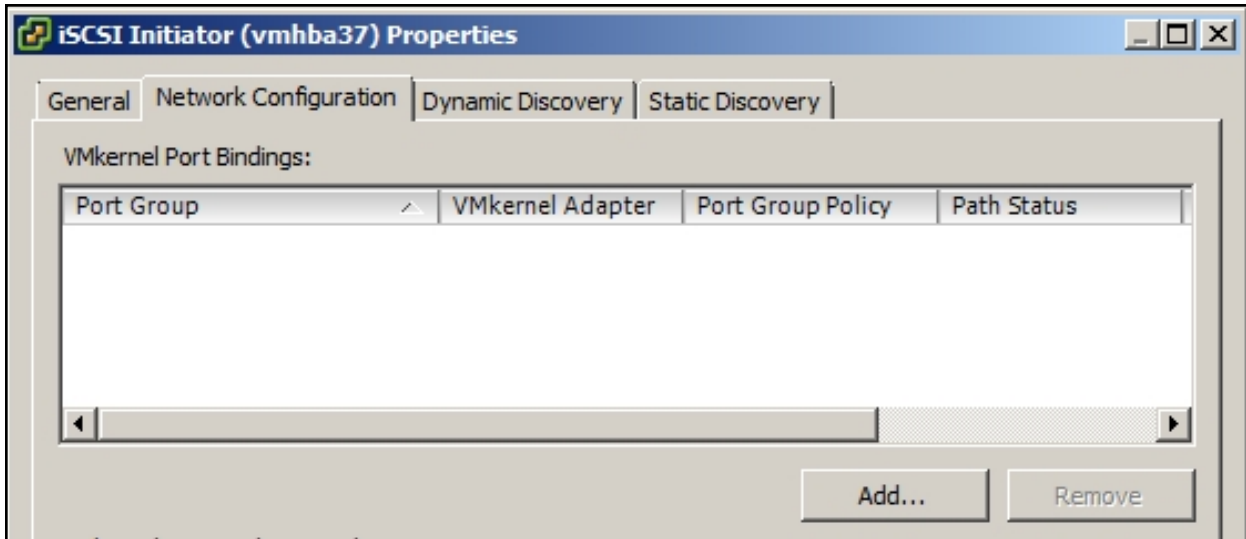 iSCSI Initiator (vmhba37) Properties
General Network Configuration Dynamic Discovery Static Discovery
VMkernel Port Bindings:
Port Group VMkernel Adapter Port Group Policy Path Status
Add... Remove